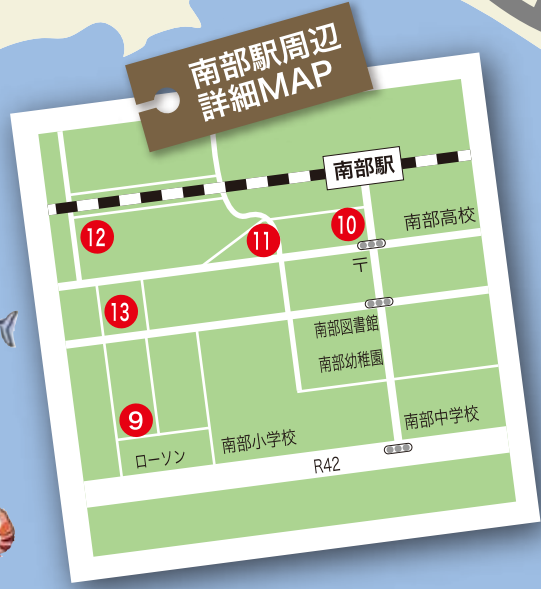 南部駅周辺
詳細MAP
南部駅
南部高校
10
11
12
〒
13
南部図書館
南部幼稚園
9
南部中学校
南部小学校
ローソン
R42